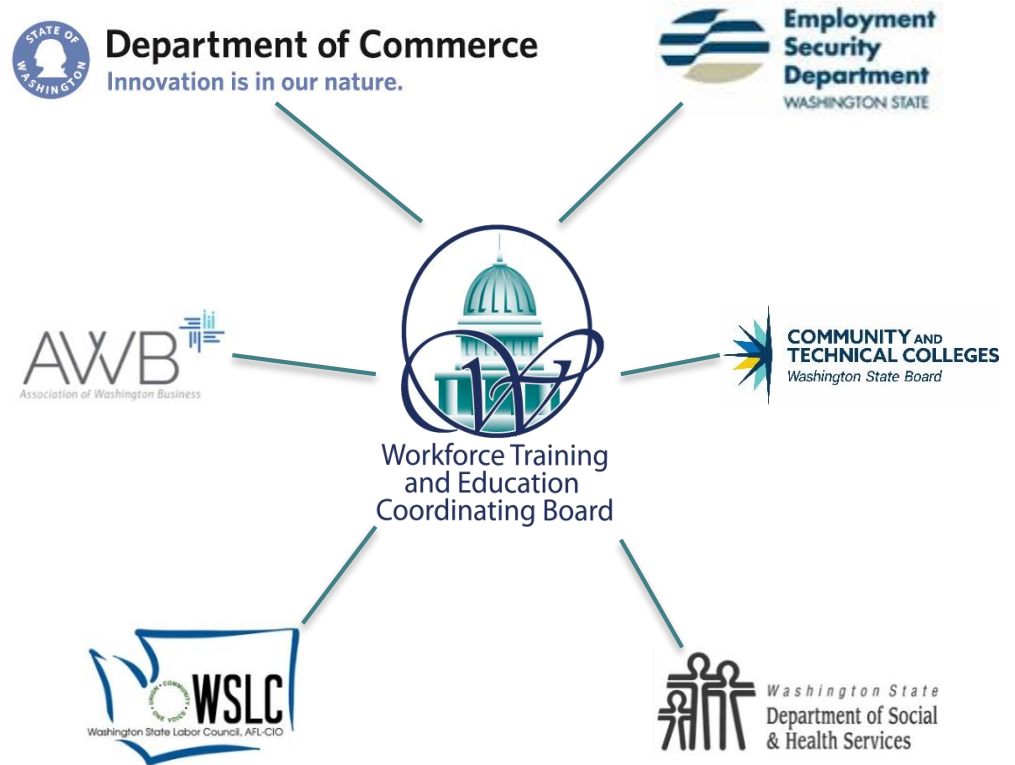 STATE OF
WASHINGTON
Department of Commerce
Innovation is in our nature.
Employment
Security
Department
WASHINGTON STATE
AWB
Association of Washington Business
COMMUNITY AND
TECHNICAL COLLEGES
Washington State Board
W
Workforce Training
and Education
Coordinating Board
UNION • COMMUNITY
ONE VOICE
WSLC
Washington State Labor Council, AFL-CIO
Washington State
Department of Social
& Health Services